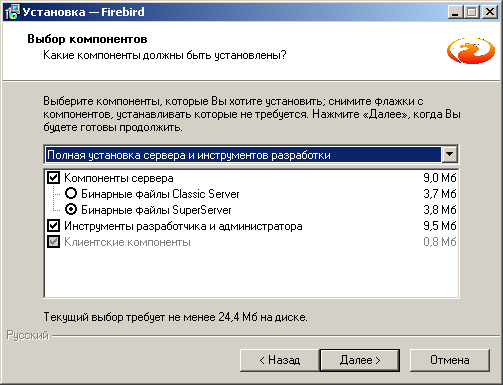 Установка — Firebird
Выбор компонентов
Какие компоненты должны быть установлены?
Выберите компоненты, которые Вы хотите установить; снимите флажки с
компонентов, устанавливать которые не требуется. Нажмите «Далее», когда Вы
будете готовы продолжить.
Полная установка сервера и инструментов разработки
Компоненты сервера 9,0 Мб
Бинарные файлы Classic Server 3,7 Мб
Бинарные файлы SuperServer 3,8 Мб
Инструменты разработчика и администратора 9,5 Мб
Клиентские компоненты 0,8 Мб
Текущий выбор требует не менее 24,4 Мб на диске.
Русский
< Назад Далее > Отмена